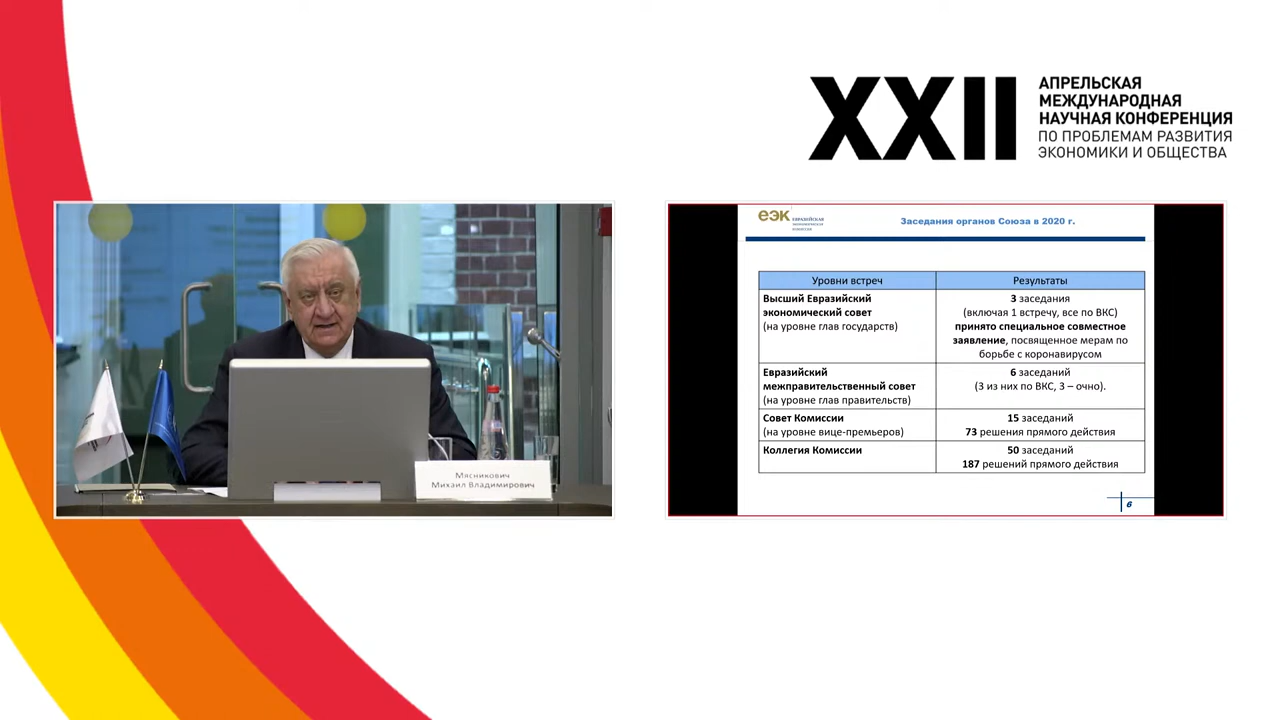 XXII
АПРЕЛЬСКАЯ
МЕЖДУНАРОДНАЯ
НАУЧНАЯ КОНФЕРЕНЦИЯ
ПО ПРОБЛЕМАМ РАЗВИТИЯ
ЭКОНОМИКИ И ОБЩЕСТВА
Мясникович
Михаил Владимирович
ЕЭК
ЕВРАЗИЙСКАЯ
ЭКОНОМИЧЕСКАЯ
КОМИССИЯ
Заседания органов Союза в 2020 г.
Уровни встреч
Результаты
Высший Евразийский
экономический совет
(на уровне глав государств)
3 заседания
(включая 1 встречу, все по ВКС)
принято специальное совместное
заявление, посвященное мерам по
борьбе с коронавирусом
Евразийский
межправительственный совет
(на уровне глав правительств)
6 заседаний
(3 из них по ВКС, 3 – очно).
Совет Комиссии
(на уровне вице-премьеров)
15 заседаний
73 решения прямого действия
Коллегия Комиссии
50 заседаний
187 решений прямого действия
6